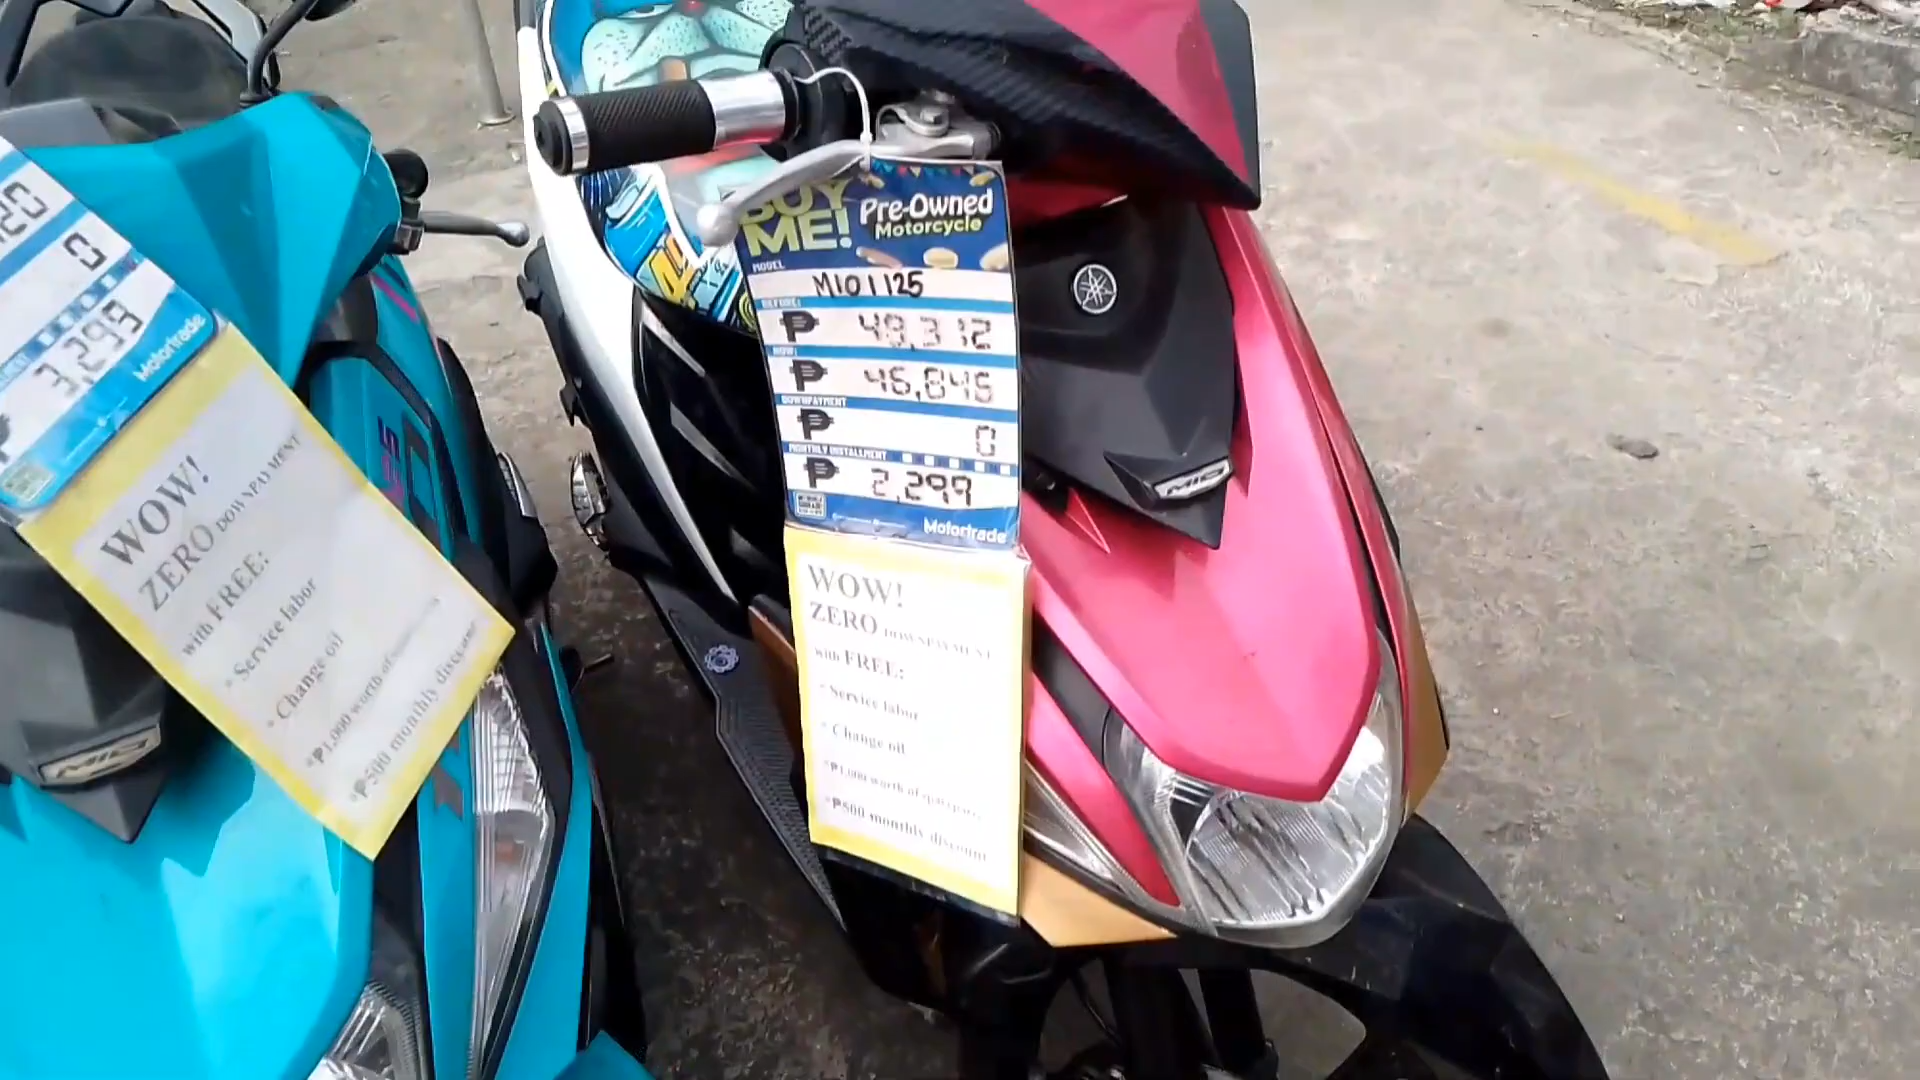 20
0
3,299
Motortrade
WOW!
ZERO DOWNPAYMENT
with FREE:
* Service labor
* Change oil
*₱1,000 worth of
*₱500 monthly discount
MIO
BUY ME!
Pre-Owned
Motorcycle
MODEL
MIO I 125
BEFORE:
₱ 49,312
NOW:
₱ 46,846
DOWNPAYMENT
₱ 0
MONTHLY INSTALLMENT
₱ 2,299
Motortrade
WOW!
ZERO DOWNPAYMENT
with FREE:
* Service labor
* Change oil
*₱1,000 worth of
*₱500 monthly discount
MIO